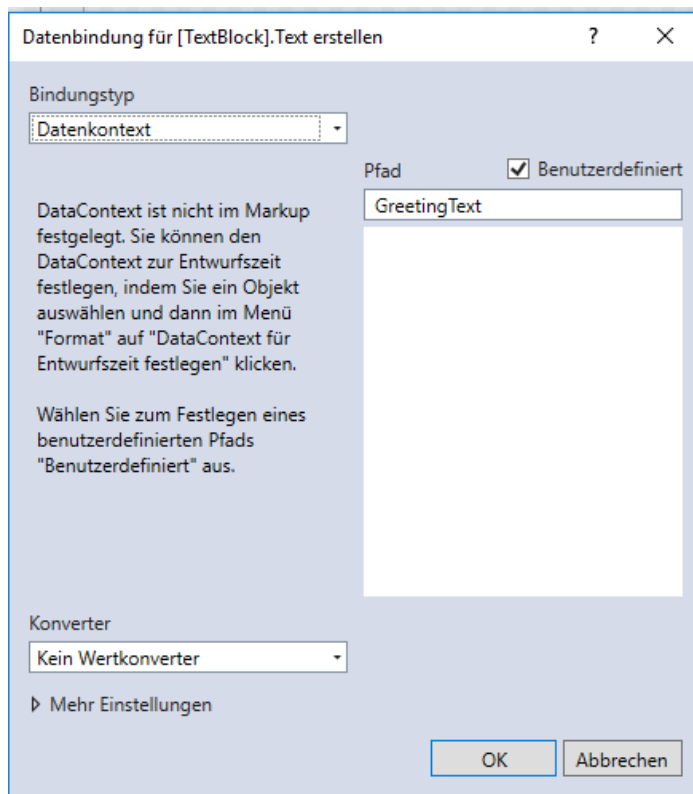 Datenbindung für [TextBlock].Text erstellen
?
Bindungstyp
Datenkontext
Pfad
Benutzerdefiniert
GreetingText
DataContext ist nicht im Markup
festgelegt. Sie können den
DataContext zur Entwurfszeit
festlegen, indem Sie ein Objekt
auswählen und dann im Menü
"Format" auf "DataContext für
Entwurfszeit festlegen" klicken.
Wählen Sie zum Festlegen eines
benutzerdefinierten Pfads
"Benutzerdefiniert" aus.
Konverter
Kein Wertkonverter
Mehr Einstellungen
OK
Abbrechen